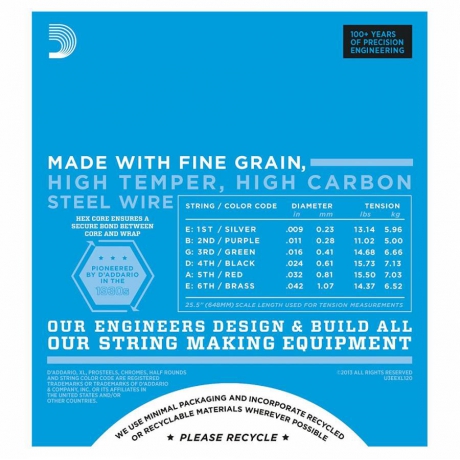 100+ YEARS
OF PRECISION
ENGINEERING
MADE WITH FINE GRAIN,
HIGH TEMPER, HIGH CARBON
STEEL WIRE
HEX CORE ENSURES A
SECURE BOND BETWEEN
CORE AND WRAP
PIONEERED
BY D'ADDARIO
IN THE
1930s
STRING / COLOR CODE DIAMETER TENSION
in mm lbs kg
E: 1ST / SILVER .009 0.23 13.14 5.96
B: 2ND / PURPLE .011 0.28 11.02 5.00
G: 3RD / GREEN .016 0.41 14.68 6.66
D: 4TH / BLACK .024 0.61 15.73 7.13
A: 5TH / RED .032 0.81 15.50 7.03
E: 6TH / BRASS .042 1.07 14.37 6.52
25.5" (648MM) SCALE LENGTH USED FOR TENSION MEASUREMENTS
OUR ENGINEERS DESIGN & BUILD ALL
OUR STRING MAKING EQUIPMENT
D'ADDARIO, XL, PROSTEELS, CHROMES, HALF ROUNDS
AND STRING COLOR CODE ARE REGISTERED
TRADEMARKS OR TRADEMARKS OF D'ADDARIO
& COMPANY, INC. OR ITS AFFILIATES IN
THE UNITED STATES AND/OR
OTHER COUNTRIES.
©2013 ALL RIGHTS RESERVED
WE USE MINIMAL PACKAGING AND INCORPORATE RECYCLED
OR RECYCLABLE MATERIALS WHEREVER POSSIBLE
★ PLEASE RECYCLE ★